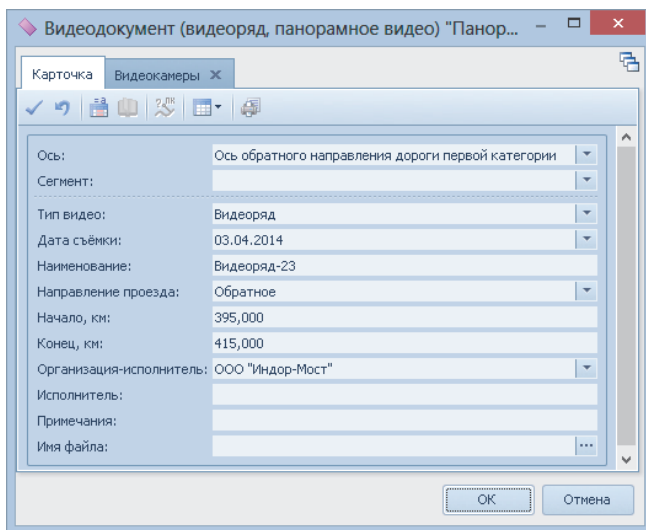 Видеодокумент (видеоряд, панорамное видео) "Панор...
Карточка Видеокамеры
Ось: Ось обратного направления дороги первой категории
Сегмент:
Тип видео: Видеоряд
Дата съёмки: 03.04.2014
Наименование: Видеоряд-23
Направление проезда: Обратное
Начало, км: 395,000
Конец, км: 415,000
Организация-исполнитель: ООО "Индор-Мост"
Исполнитель:
Примечания:
Имя файла:
ОК Отмена